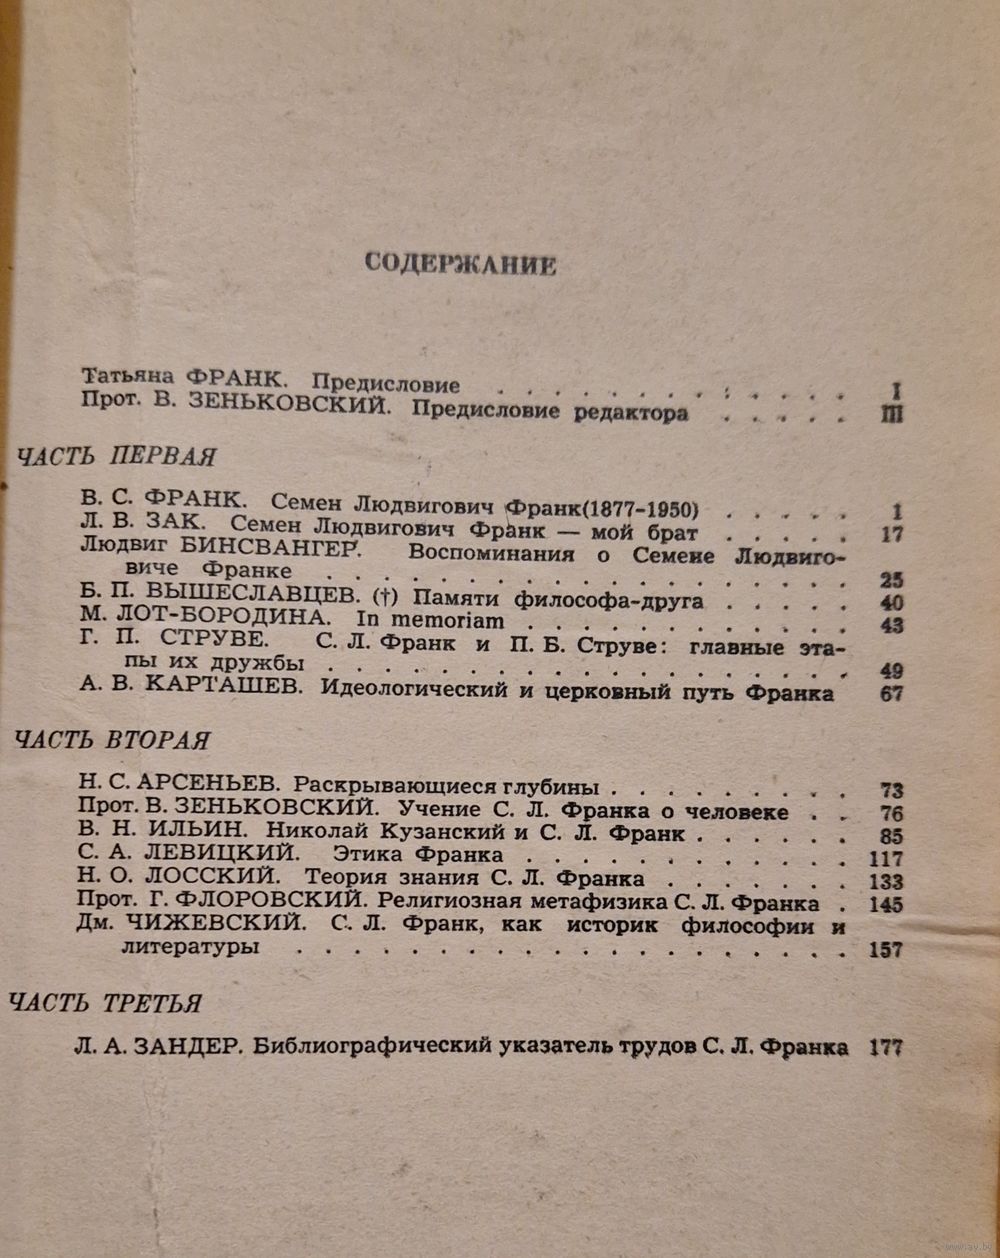 СОДЕРЖАНИЕ
Татьяна ФРАНК. Предисловие . . . . . . . . . . . . I
Прот. В. ЗЕНЬКОВСКИЙ. Предисловие редактора . . . . . III
ЧАСТЬ ПЕРВАЯ
В. С. ФРАНК. Семен Людвигович Франк(1877-1950) . . . . . 1
Л. В. ЗАК. Семен Людвигович Франк — мой брат . . . . . 17
Людвиг БИНСВАНГЕР. Воспоминания о Семене Людвиго-
виче Франке . . . . . . . . . . . . . . . . . . 25
Б. П. ВЫШЕСЛАВЦЕВ. (†) Памяти философа-друга . . . . . 40
М. ЛОТ-БОРОДИНА. In memoriam . . . . . . . . . . . . 43
Г. П. СТРУВЕ. С. Л. Франк и П. Б. Струве: главные эта-
пы их дружбы . . . . . . . . . . . . . . . . . . 49
А. В. КАРТАШЕВ. Идеологический и церковный путь Франка 67
ЧАСТЬ ВТОРАЯ
Н. С. АРСЕНЬЕВ. Раскрывающиеся глубины . . . . . . . . . 73
Прот. В. ЗЕНЬКОВСКИЙ. Учение С. Л. Франка о человеке . . 76
В. Н. ИЛЬИН. Николай Кузанский и С. Л. Франк . . . . . . 85
С. А. ЛЕВИЦКИЙ. Этика Франка . . . . . . . . . . . . 117
Н. О. ЛОССКИЙ. Теория знания С. Л. Франка . . . . . . . 133
Прот. Г. ФЛОРОВСКИЙ. Религиозная метафизика С. Л. Франка . 145
Дм. ЧИЖЕВСКИЙ. С. Л. Франк, как историк философии и
литературы . . . . . . . . . . . . . . . . . . . 157
ЧАСТЬ ТРЕТЬЯ
Л. А. ЗАНДЕР. Библиографический указатель трудов С. Л. Франка 177
www.ay.by